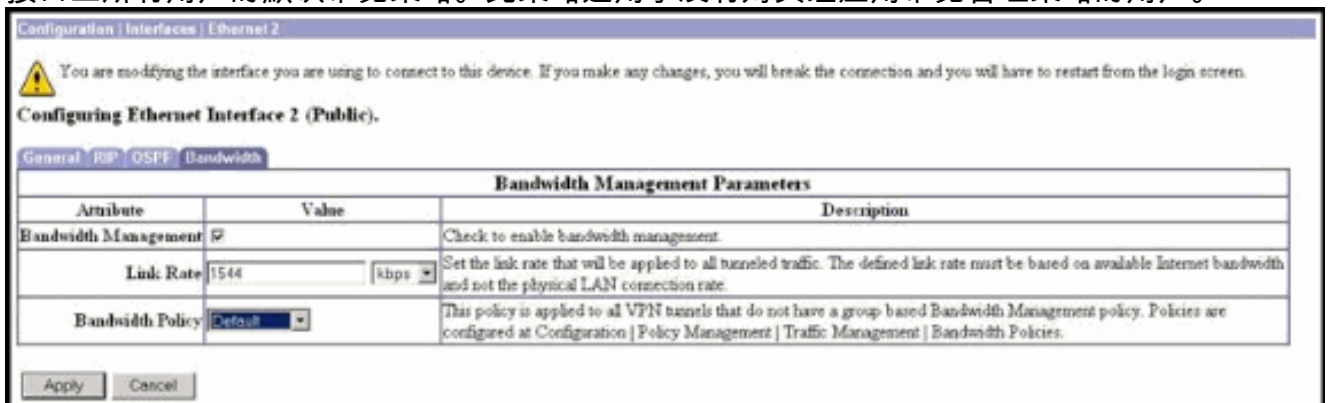 Configuration | Interfaces | Ethernet 2
You are modifying the interface you are using to connect to this device. If you make any changes, you will break the connection and you will have to restart from the login screen.
Configuring Ethernet Interface 2 (Public).
General RIP OSPF Bandwidth
Bandwidth Management Parameters
Attribute Value Description
Bandwidth Management Check to enable bandwidth management.
Link Rate 1544 kbps Set the link rate that will be applied to all tunneled traffic. The defined link rate must be based on available Internet bandwidth
and not the physical LAN connection rate.
Bandwidth Policy Default This policy is applied to all VPN tunnels that do not have a group based Bandwidth Management policy. Policies are
configured at Configuration | Policy Management | Traffic Management | Bandwidth Policies.
Apply Cancel